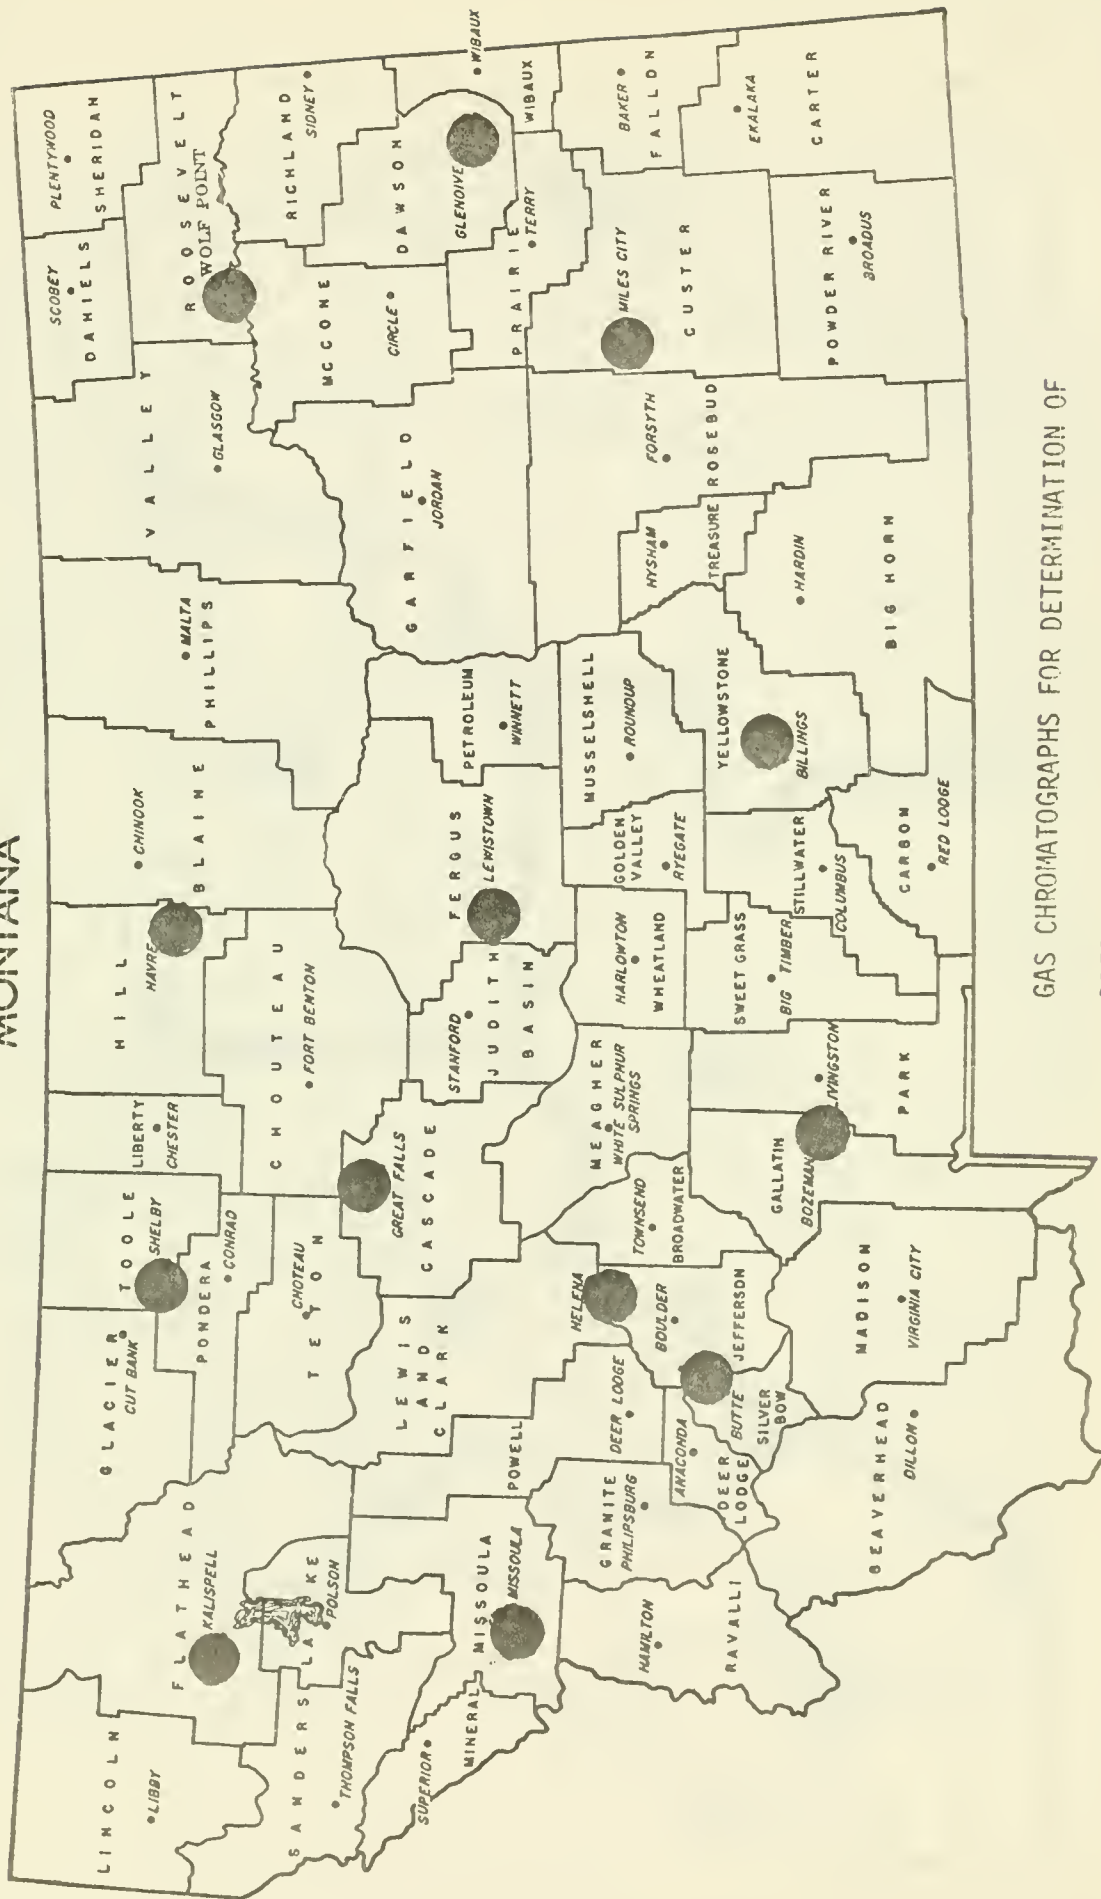 MONTANA
LINCOLN
LIBBY
FLATHEAD
KALISPELL
GLACIER
CUT BANK
TOOLE
SHELBY
LIBERTY
CHESTER
HILL
HAVRE
CHINOOK
BLAINE
MALTA
PHILLIPS
VALLEY
GLASGOW
SCOBEY
DANIELS
PLENTYWOOD
SHERIDAN
ROOSEVELT
WOLF POINT
SANDERS
THOMPSON FALLS
LAKE
POLSON
PONDERA
CONRAD
CHOTEAU
TETON
CHOUTEAU
FORT BENTON
GREAT FALLS
CASCADE
LEWIS
AND
CLARK
STANFORD
JUDITH
BASIN
FERGUS
LEWISTOWN
PETROLEUM
WINNETT
GARFIELD
JORDAN
MCCONE
CIRCLE
RICHLAND
SIDNEY
DAWSON
GLENDIVE
WIBAUX
WIBAUX
PRAIRIE
TERRY
SUPERIOR
MINERAL
MISSOULA
MISSOULA
POWELL
DEER LODGE
GRANITE
PHILIPSBURG
HAMILTON
RAVALLI
ANACONDA
DEER
LODGE
BUTTE
SILVER
BOW
HELENA
BOULDER
JEFFERSON
TOWNSEND
BROADWATER
MEAGHER
WHITE SULPHUR
SPRINGS
HARLOWTON
WHEATLAND
GOLDEN
VALLEY
RYEGATE
MUSSELSHELL
ROUNDUP
HYSHAM
TREASURE
FORSYTH
ROSEBUD
MILES CITY
CUSTER
BAKER
FALLON
EKALAKA
CARTER
POWDER RIVER
BROADUS
BEAVERHEAD
DILLON
MADISON
VIRGINIA CITY
GALLATIN
BOZEMAN
LIVINGSTON
PARK
SWEET GRASS
BIG TIMBER
STILLWATER
COLUMBUS
CARBON
RED LODGE
YELLOWSTONE
BILLINGS
HARDIN
BIG HORN
GAS CHROMATOGRAPHS FOR DETERMINATION OF